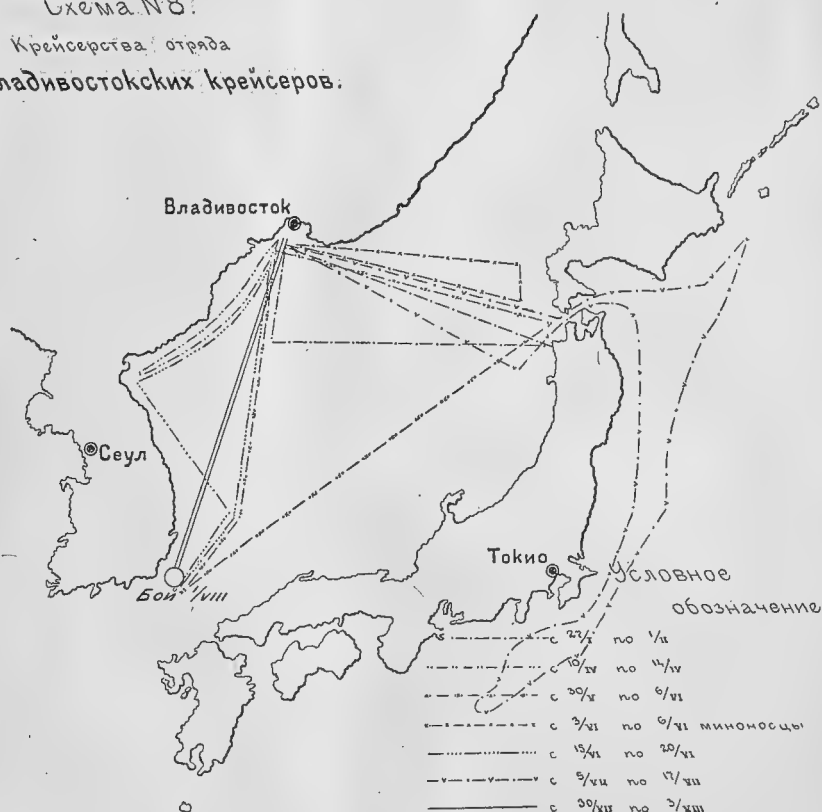 Схема №8.
Крейсерства отряда
ладивостокских крейсеров.
Владивосток
Сеул
Токио
Бой 1/VIII
Условное
обозначение
с 27/I по 1/II
с 10/IV по 14/IV
с 30/V по 6/VI
с 3/VI по 6/VI миноносцы
с 15/VI по 20/VI
с 5/VII по 17/VII
с 30/VII по 3/VIII